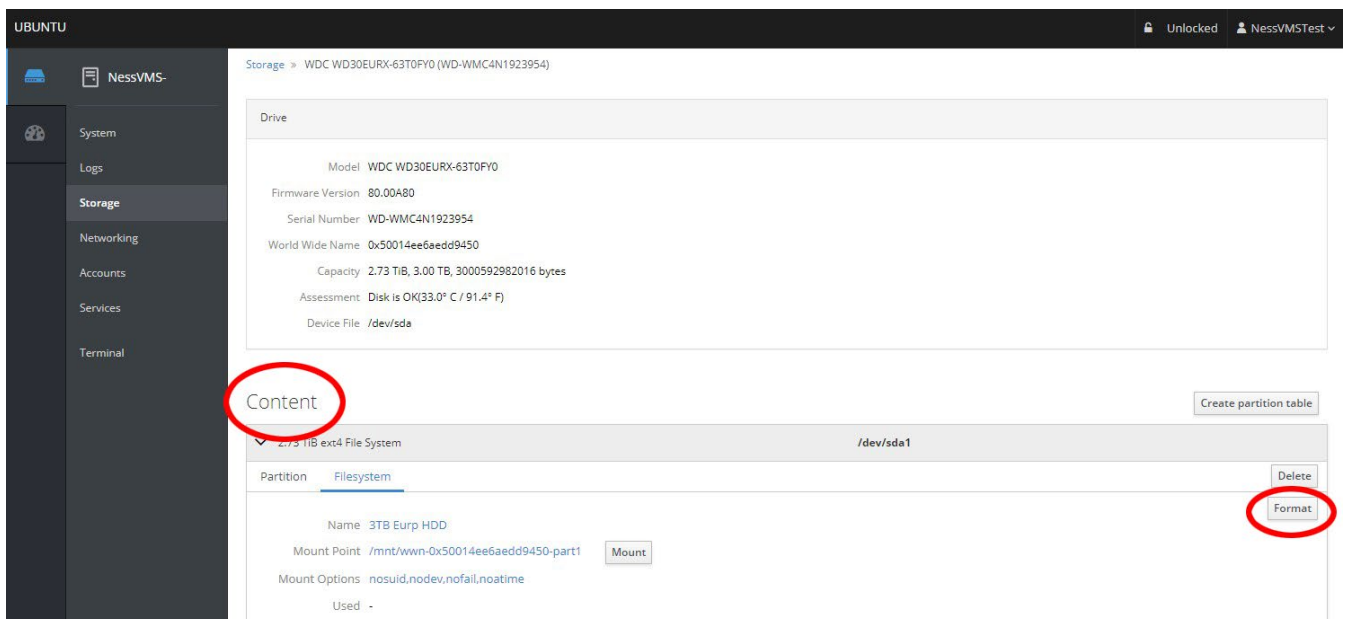 UBUNTU
Unlocked NessVMSTest
NessVMS-
System
Logs
Storage
Networking
Accounts
Services
Terminal
Storage » WDC WD30EURX-63T0FY0 (WD-WMC4N1923954)
Drive
Model WDC WD30EURX-63T0FY0
Firmware Version 80.00A80
Serial Number WD-WMC4N1923954
World Wide Name 0x50014ee6aedd9450
Capacity 2.73 TiB, 3.00 TB, 3000592982016 bytes
Assessment Disk is OK(33.0° C / 91.4° F)
Device File /dev/sda
Content
Create partition table
2.73 TiB ext4 File System /dev/sda1
Partition Filesystem Delete
Format
Name 3TB Eurp HDD
Mount Point /mnt/wwn-0x50014ee6aedd9450-part1 Mount
Mount Options nosuid,nodev,nofail,noatime
Used -